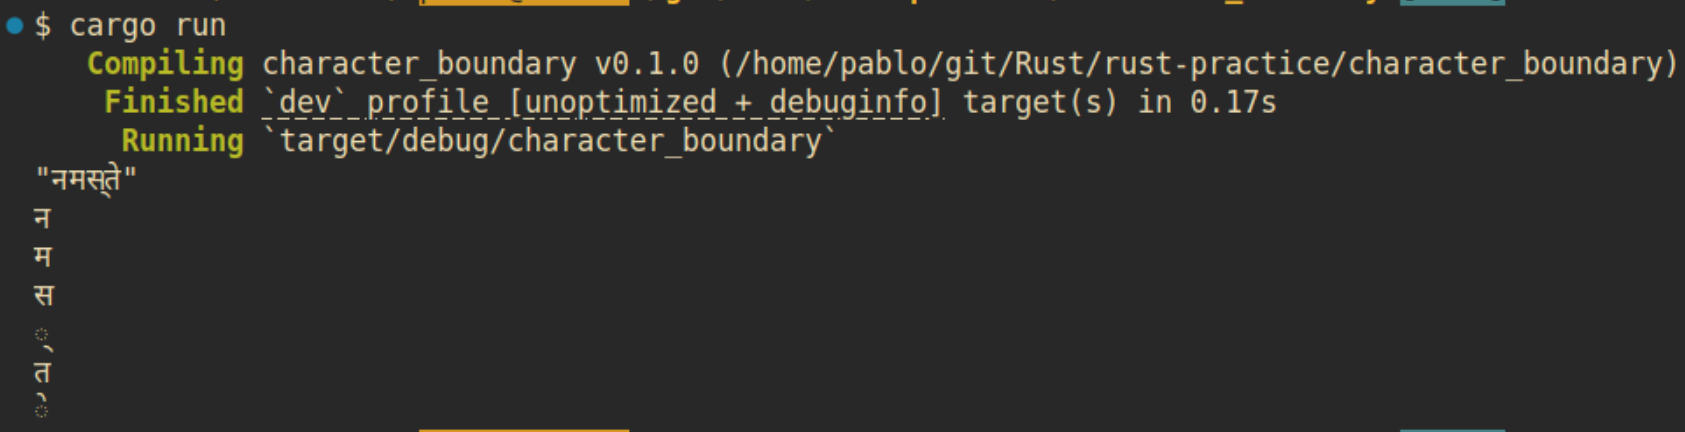 $ cargo run
Compiling character_boundary v0.1.0 (/home/pablo/git/Rust/rust-practice/character_boundary)
Finished `dev` profile [unoptimized + debuginfo] target(s) in 0.17s
Running `target/debug/character_boundary`
"नमस्ते"
न
म
स
्
त
े